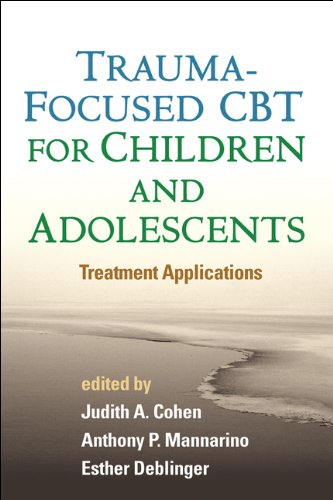 TRAUMA-
FOCUSED CBT
FOR CHILDREN
AND
ADOLESCENTS
Treatment Applications
edited by
Judith A. Cohen
Anthony P. Mannarino
Esther Deblinger